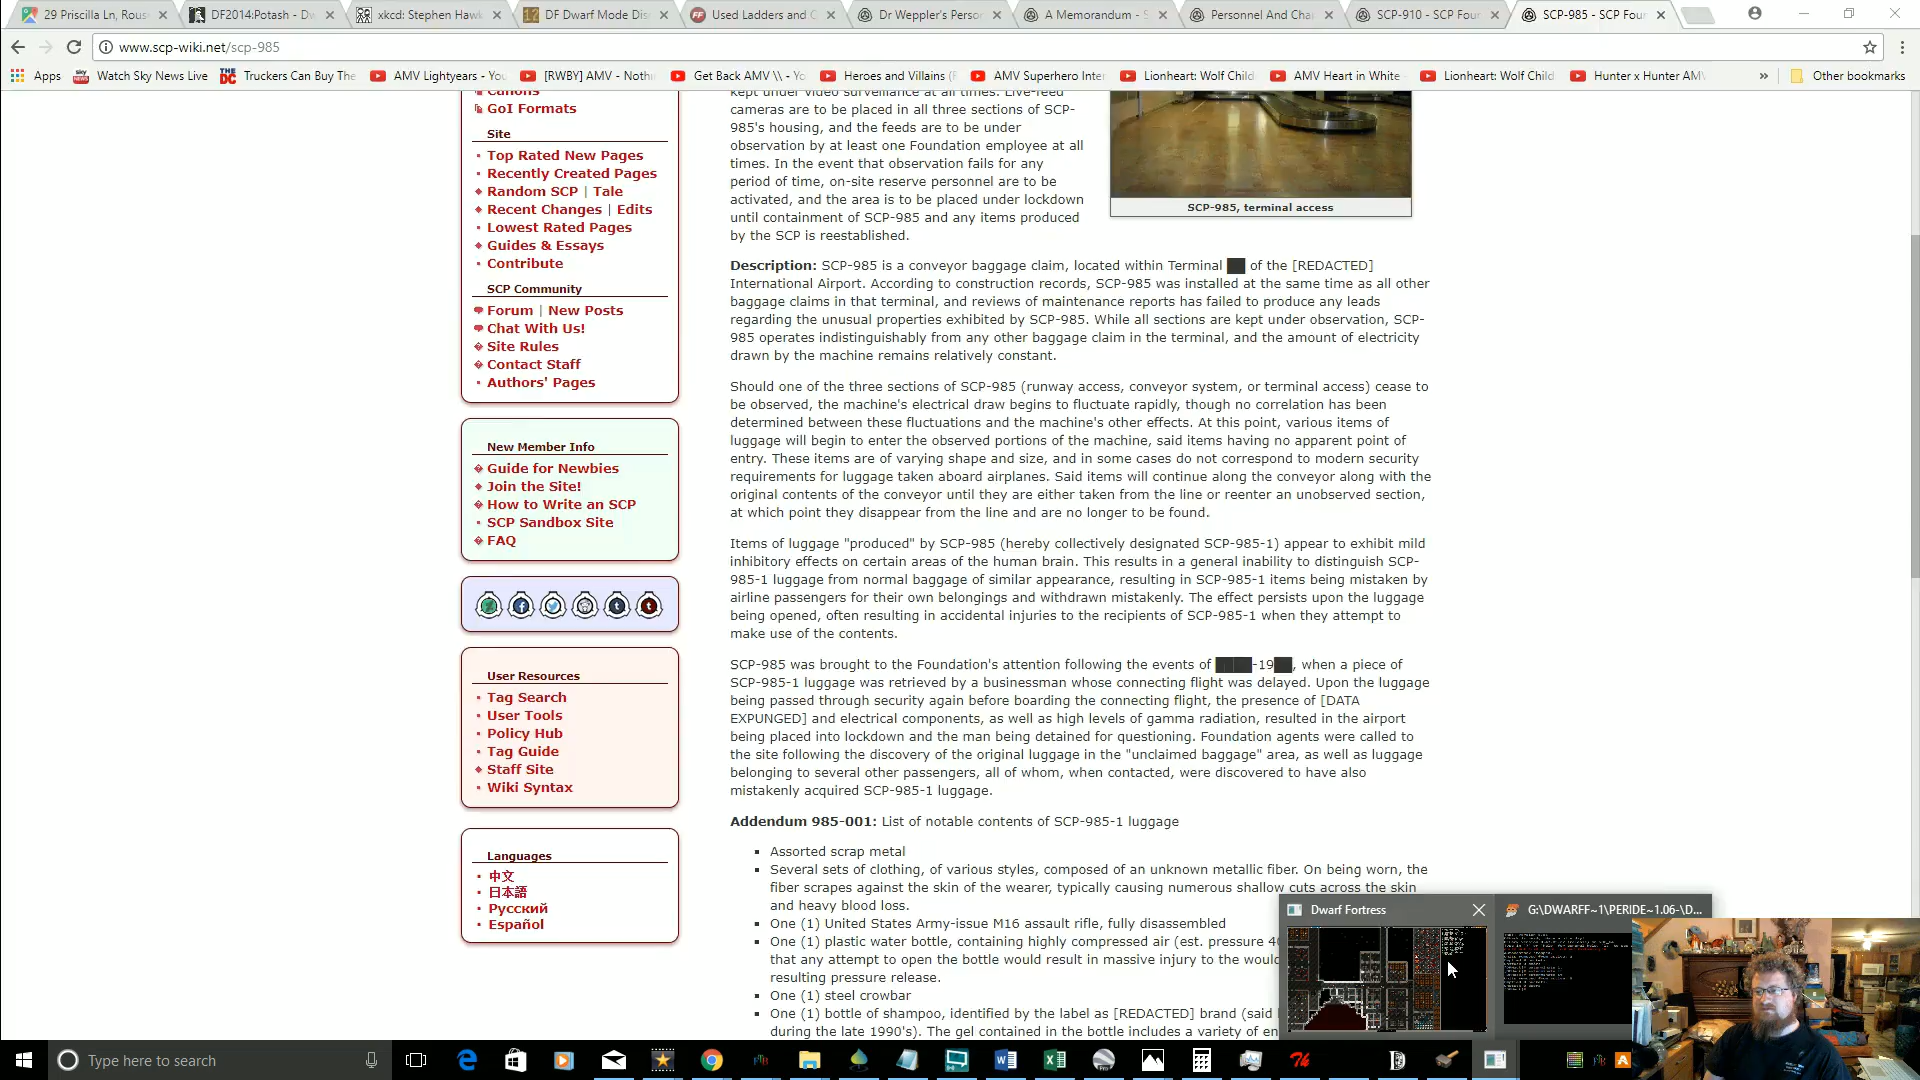 29 Priscilla Ln, Rous
DF2014:Potash - Dw
xkcd: Stephen Hawk
DF Dwarf Mode Dis
Used Ladders and C
Dr Weppler's Perso
A Memorandum - S
Personnel And Cha
SCP-910 - SCP Foun
SCP-985 - SCP Foun
www.scp-wiki.net/scp-985
Apps
Watch Sky News Live
Truckers Can Buy The
AMV Lightyears - You
[RWBY] AMV - Nothi
Get Back AMV \\ - Yo
Heroes and Villains (F
AMV Superhero Inter
Lionheart: Wolf Child
AMV Heart in White
Lionheart: Wolf Child
Hunter x Hunter AMV
»
Other bookmarks
Canons
GoI Formats
Site
Top Rated New Pages
Recently Created Pages
Random SCP | Tale
Recent Changes | Edits
Lowest Rated Pages
Guides & Essays
Contribute
SCP Community
Forum | New Posts
Chat With Us!
Site Rules
Contact Staff
Authors' Pages
New Member Info
Guide for Newbies
Join the Site!
How to Write an SCP
SCP Sandbox Site
FAQ
User Resources
Tag Search
User Tools
Policy Hub
Tag Guide
Staff Site
Wiki Syntax
Languages
中文
日本語
Русский
Español
kept under video surveillance at all times. Live-feed
cameras are to be placed in all three sections of SCP-
985's housing, and the feeds are to be under
observation by at least one Foundation employee at all
times. In the event that observation fails for any
period of time, on-site reserve personnel are to be
activated, and the area is to be placed under lockdown
until containment of SCP-985 and any items produced
by the SCP is reestablished.
SCP-985, terminal access
Description: SCP-985 is a conveyor baggage claim, located within Terminal ██ of the [REDACTED]
International Airport. According to construction records, SCP-985 was installed at the same time as all other
baggage claims in that terminal, and reviews of maintenance reports has failed to produce any leads
regarding the unusual properties exhibited by SCP-985. While all sections are kept under observation, SCP-
985 operates indistinguishably from any other baggage claim in the terminal, and the amount of electricity
drawn by the machine remains relatively constant.
Should one of the three sections of SCP-985 (runway access, conveyor system, or terminal access) cease to
be observed, the machine's electrical draw begins to fluctuate rapidly, though no correlation has been
determined between these fluctuations and the machine's other effects. At this point, various items of
luggage will begin to enter the observed portions of the machine, said items having no apparent point of
entry. These items are of varying shape and size, and in some cases do not correspond to modern security
requirements for luggage taken aboard airplanes. Said items will continue along the conveyor along with the
original contents of the conveyor until they are either taken from the line or reenter an unobserved section,
at which point they disappear from the line and are no longer to be found.
Items of luggage "produced" by SCP-985 (hereby collectively designated SCP-985-1) appear to exhibit mild
inhibitory effects on certain areas of the human brain. This results in a general inability to distinguish SCP-
985-1 luggage from normal baggage of similar appearance, resulting in SCP-985-1 items being mistaken by
airline passengers for their own belongings and withdrawn mistakenly. The effect persists upon the luggage
being opened, often resulting in accidental injuries to the recipients of SCP-985-1 when they attempt to
make use of the contents.
SCP-985 was brought to the Foundation's attention following the events of ████-19██, when a piece of
SCP-985-1 luggage was retrieved by a businessman whose connecting flight was delayed. Upon the luggage
being passed through security again before boarding the connecting flight, the presence of [DATA
EXPUNGED] and electrical components, as well as high levels of gamma radiation, resulted in the airport
being placed into lockdown and the man being detained for questioning. Foundation agents were called to
the site following the discovery of the original luggage in the "unclaimed baggage" area, as well as luggage
belonging to several other passengers, all of whom, when contacted, were discovered to have also
mistakenly acquired SCP-985-1 luggage.
Addendum 985-001: List of notable contents of SCP-985-1 luggage
Assorted scrap metal
Several sets of clothing, of various styles, composed of an unknown metallic fiber. On being worn, the
fiber scrapes against the skin of the wearer, typically causing numerous shallow cuts across the skin
and heavy blood loss.
One (1) United States Army-issue M16 assault rifle, fully disassembled
One (1) plastic water bottle, containing highly compressed air (est. pressure 40
that any attempt to open the bottle would result in massive injury to the would
resulting pressure release.
One (1) steel crowbar
One (1) bottle of shampoo, identified by the label as [REDACTED] brand (said
during the late 1990's). The gel contained in the bottle includes a variety of en
Dwarf Fortress
G:\DWARFF~1\PERIDE~1.06-\D...
Type here to search